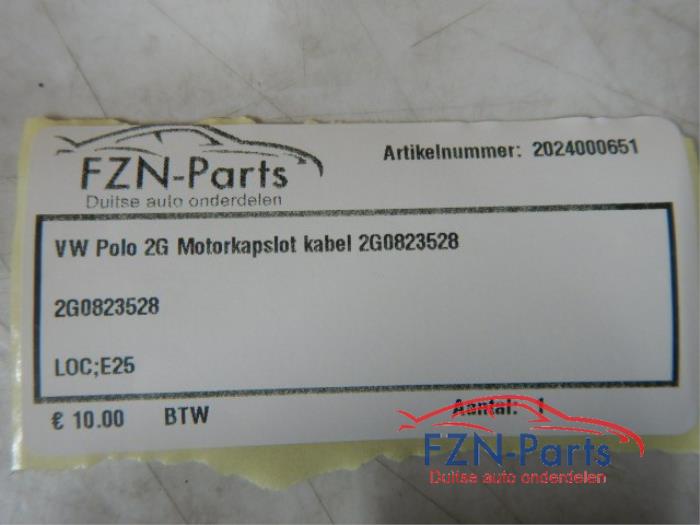 FZN-Parts
Duitse auto onderdelen
Artikelnummer: 2024000651
VW Polo 2G Motorkapslot kabel 2G0823528
2G0823528
LOC;E25
€ 10.00 BTW Aantal: 1
FZN-Parts
Duitse auto onderdelen